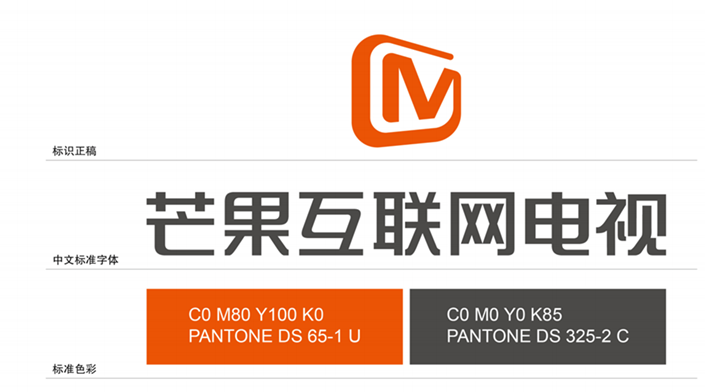 M
标识正稿
芒果互联网电视
中文标准字体
C0 M80 Y100 K0
PANTONE DS 65-1 U
C0 M0 Y0 K85
PANTONE DS 325-2 C
标准色彩